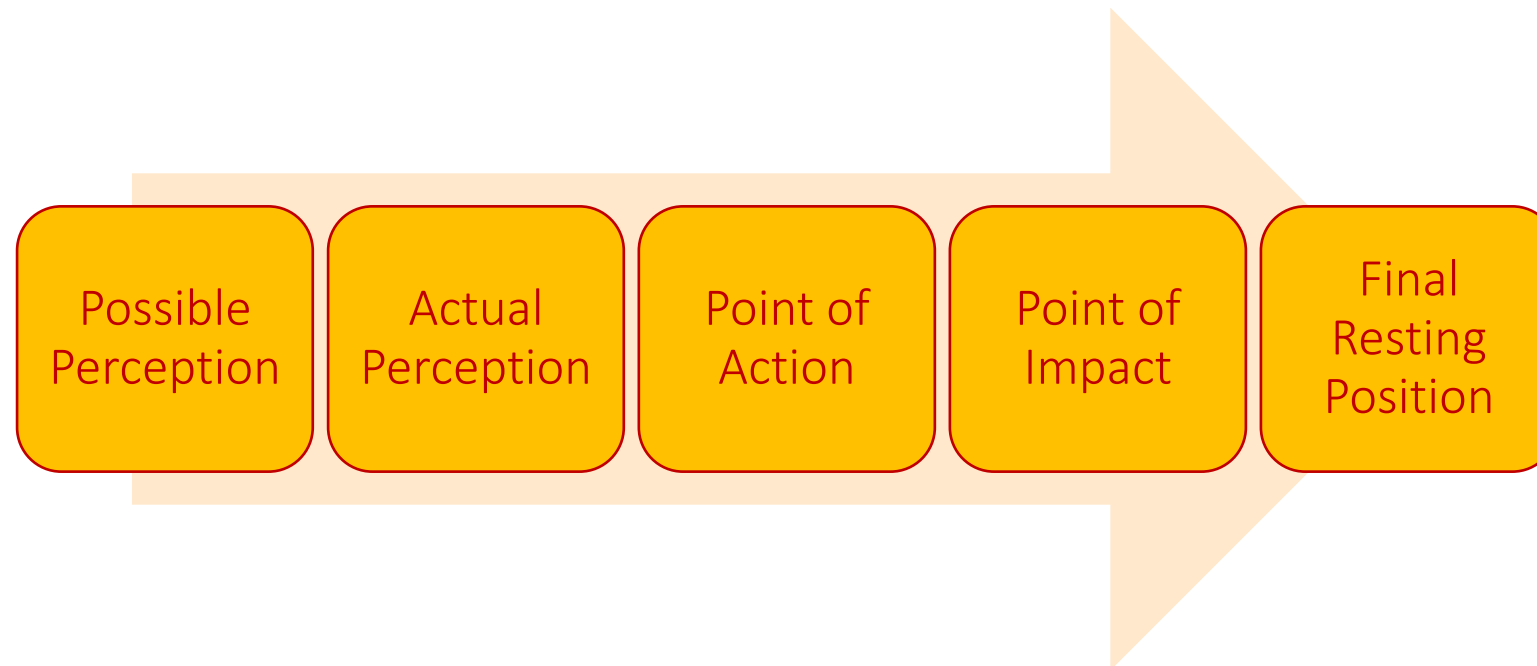 Possible
Perception
Actual
Perception
Point of
Action
Point of
Impact
Final
Resting
Position